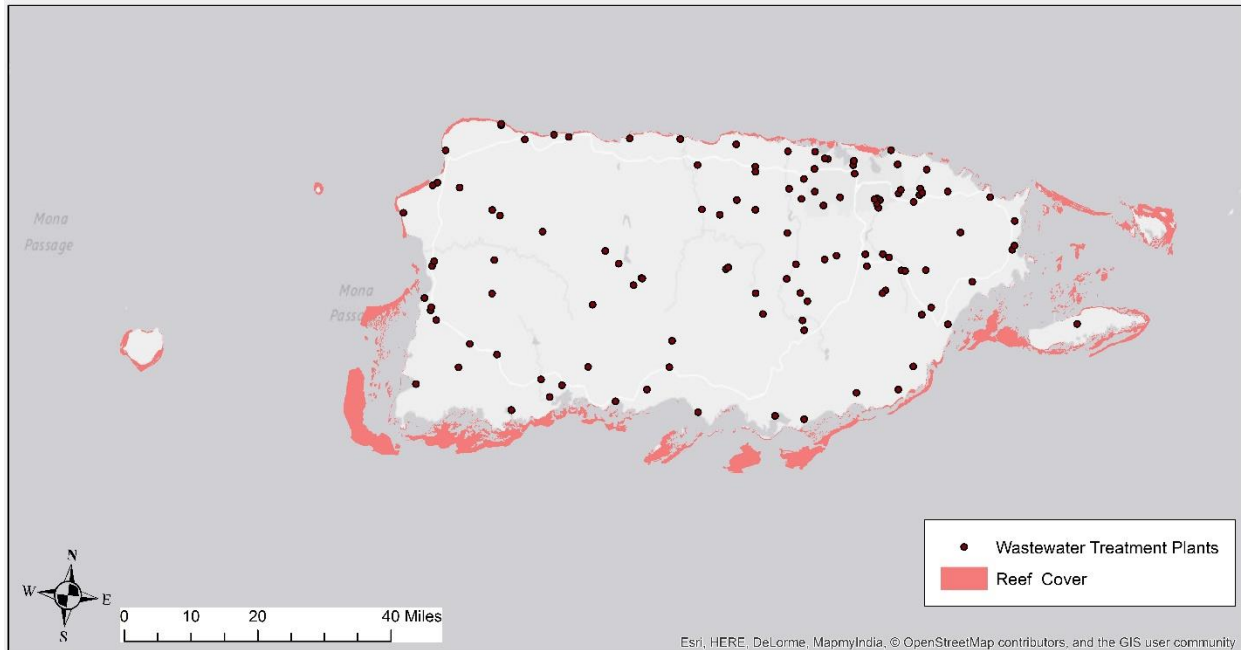 Mona
Passage
Mona
Passa
N
W
E
S
0 10 20 40 Miles
Wastewater Treatment Plants
Reef Cover
Esri, HERE, DeLorme, MapmyIndia, © OpenStreetMap contributors, and the GIS user community